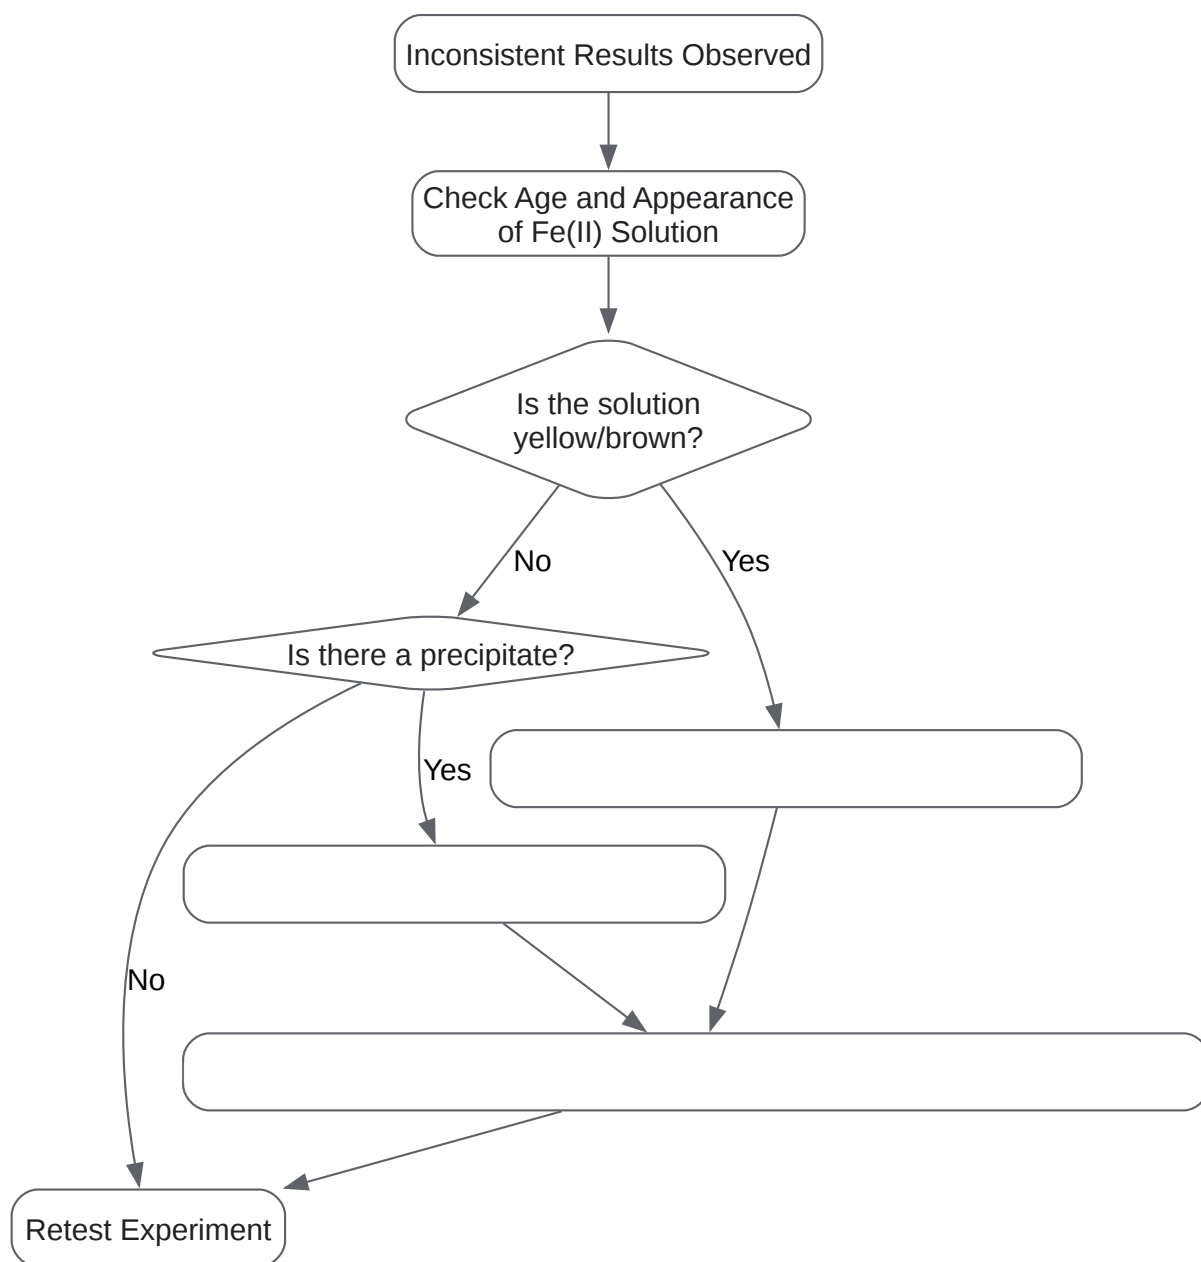 Inconsistent Results Observed
Check Age and Appearance
of Fe(II) Solution
Is the solution
yellow/brown?
No
Yes
Is there a precipitate?
Yes
No
Retest Experiment